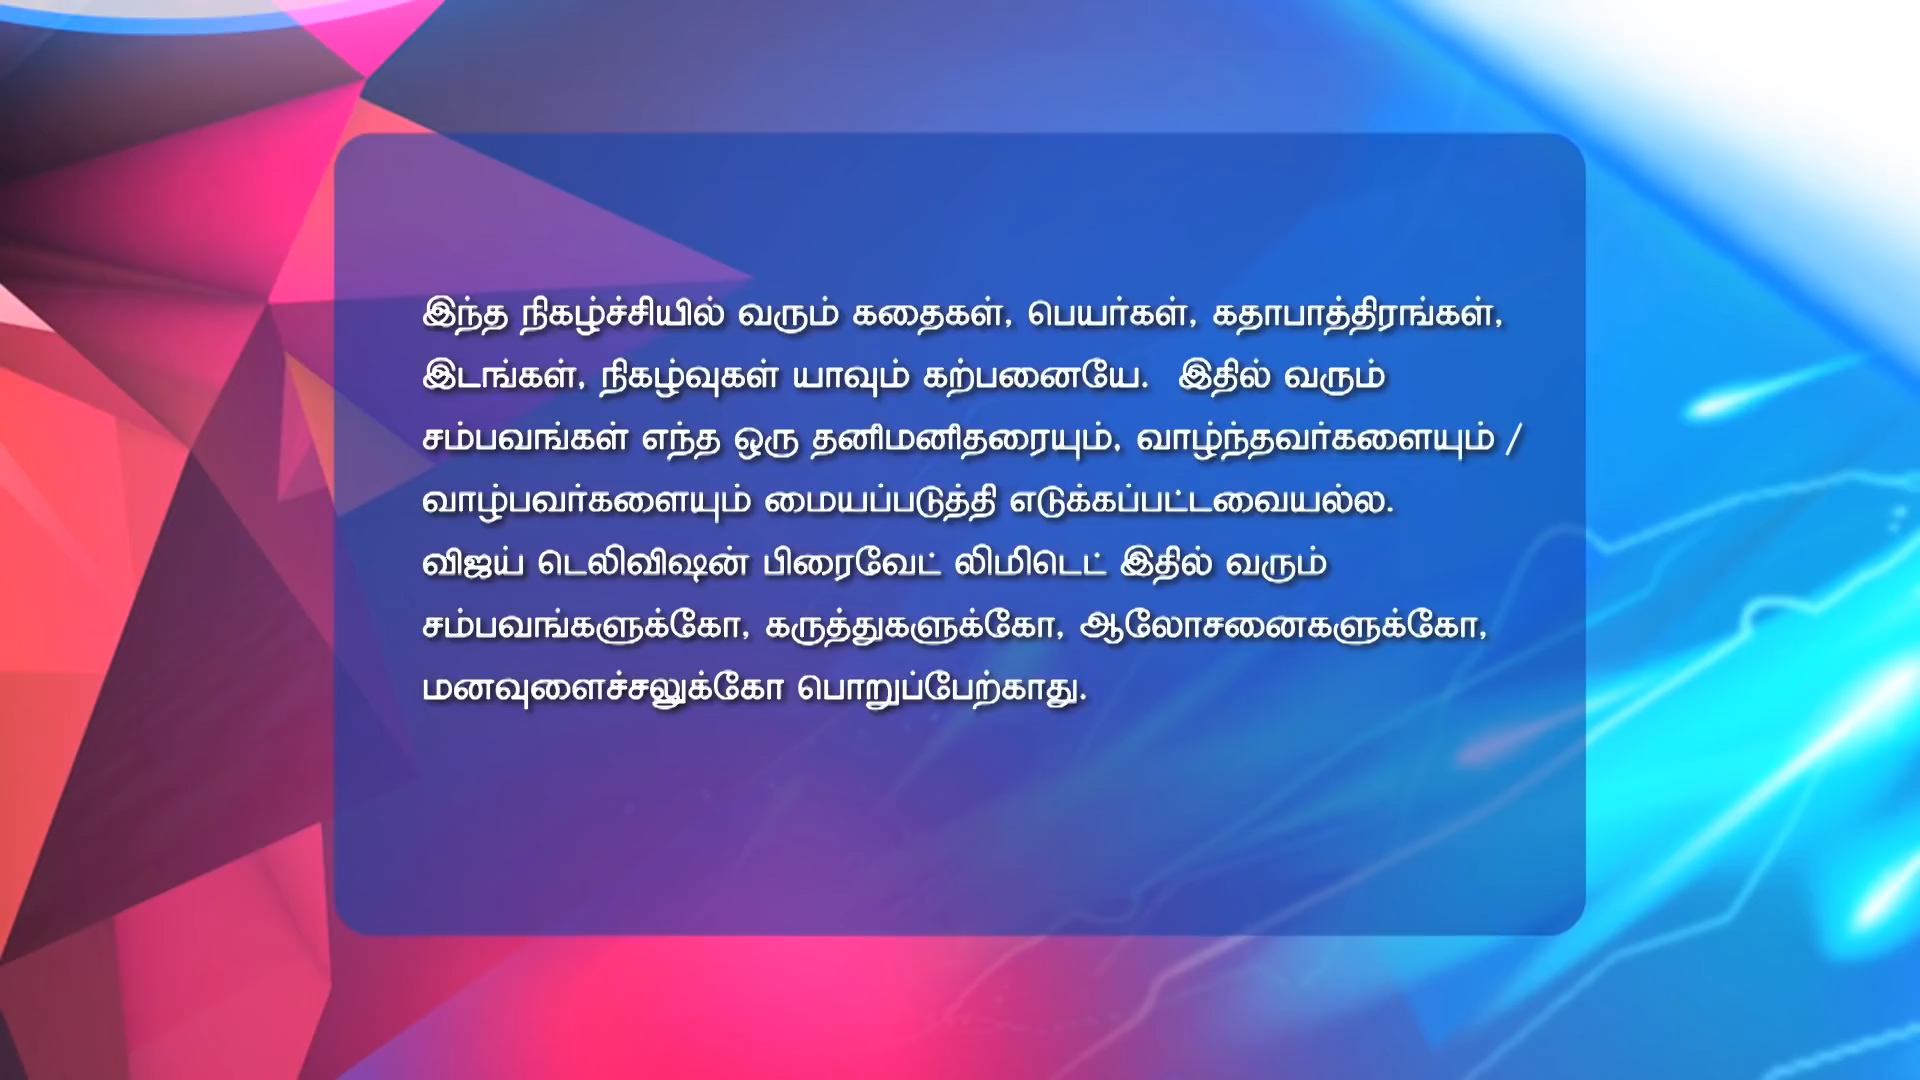 இந்த நிகழ்ச்சியில் வரும் கதைகள், பெயர்கள், கதாபாத்திரங்கள்,
இடங்கள், நிகழ்வுகள் யாவும் கற்பனையே.  இதில் வரும்
சம்பவங்கள் எந்த ஒரு தனிமனிதரையும், வாழ்ந்தவர்களையும் /
வாழ்பவர்களையும் மையப்படுத்தி எடுக்கப்பட்டவையல்ல.
விஜய் டெலிவிஷன் பிரைவேட் லிமிடெட் இதில் வரும்
சம்பவங்களுக்கோ, கருத்துகளுக்கோ, ஆலோசனைகளுக்கோ,
மனவுளைச்சலுக்கோ பொறுப்பேற்காது.